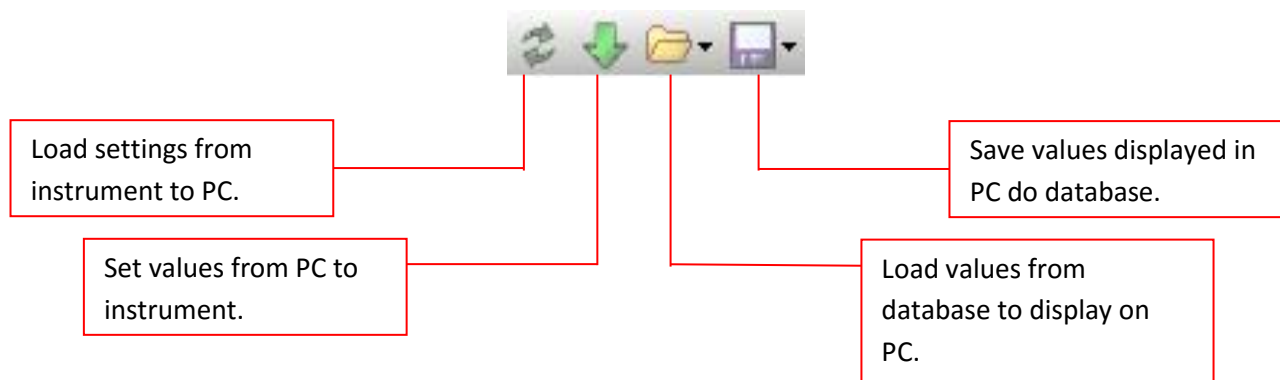 Load settings from
instrument to PC.
Save values displayed in
PC do database.
Set values from PC to
instrument.
Load values from
database to display on
PC.